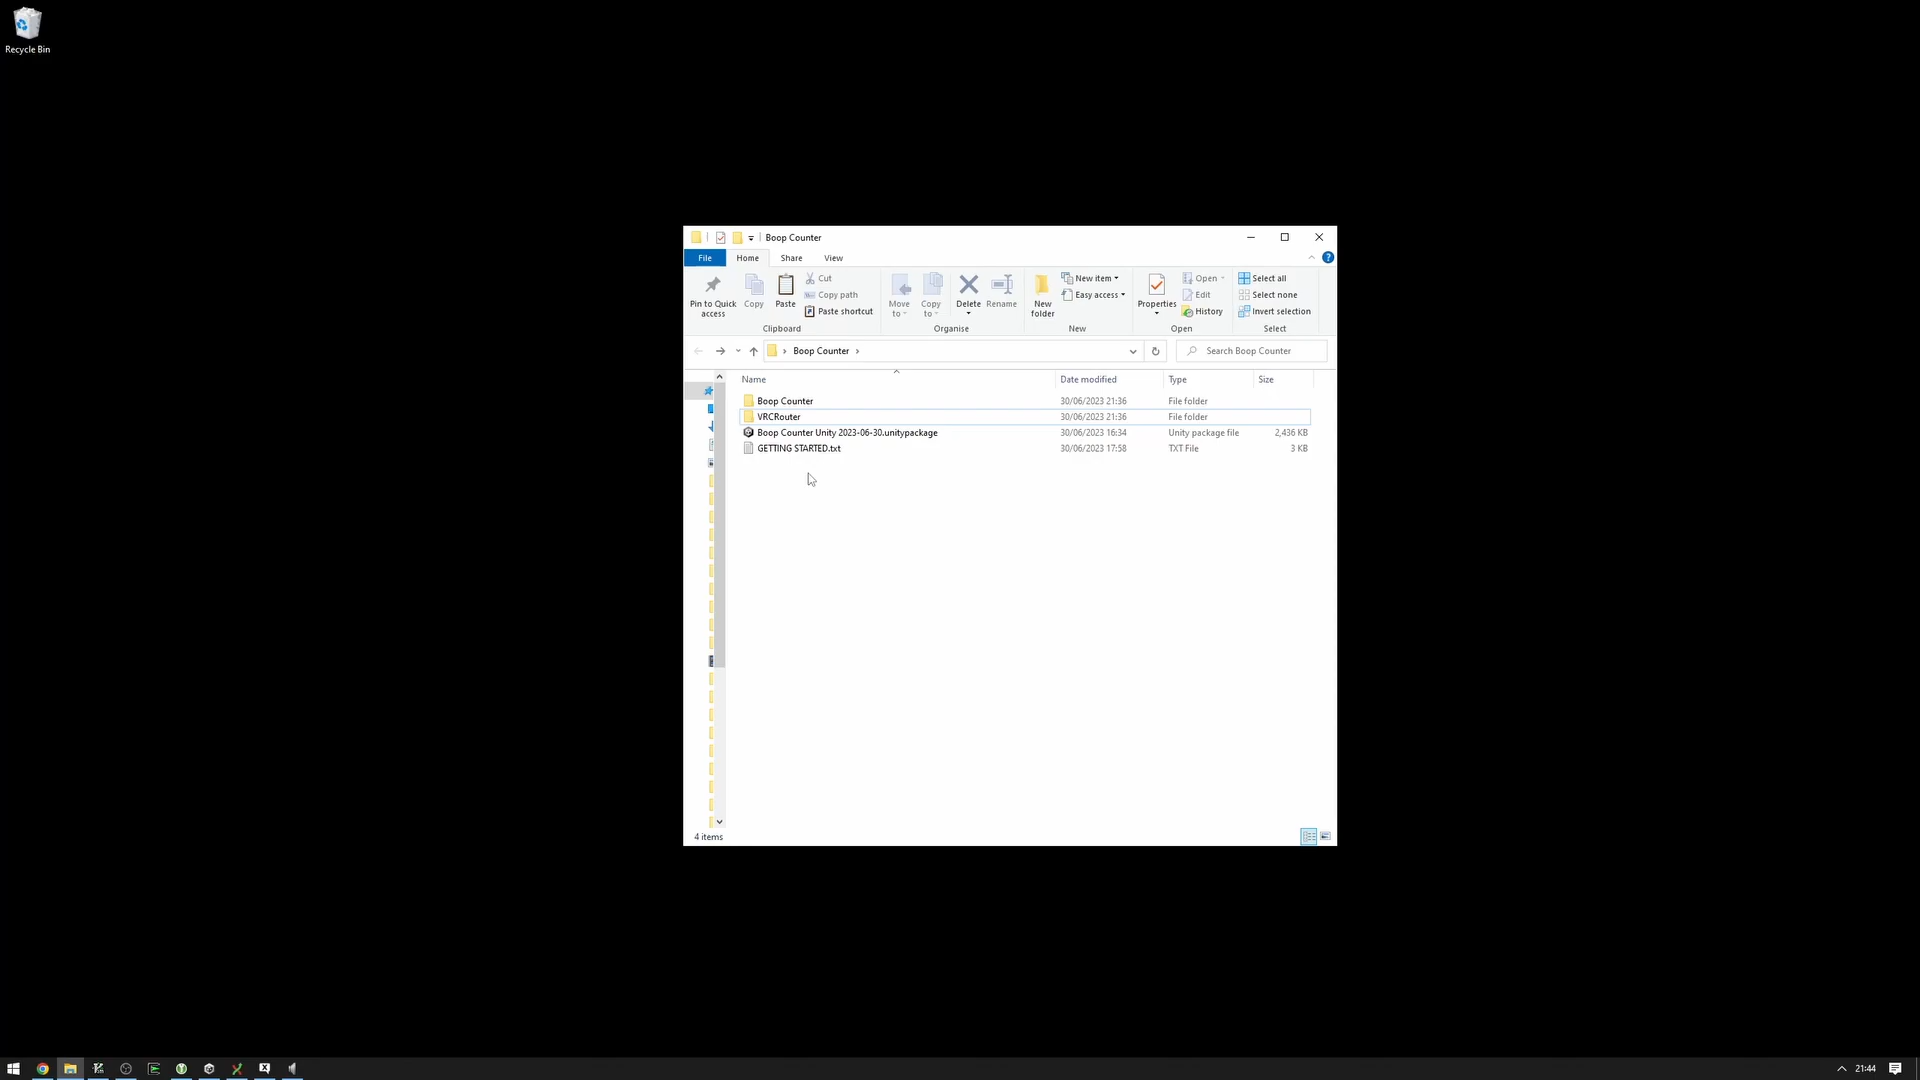 Recycle Bin
Boop Counter
File Home Share View
Pin to Quick access
Copy
Paste
Cut
Copy path
Paste shortcut
Move to
Copy to
Delete
Rename
New folder
New item
Easy access
Properties
Open
Edit
History
Select all
Select none
Invert selection
Clipboard Organise New Open Select
Boop Counter
Search Boop Counter
Name Date modified Type Size
Boop Counter 30/06/2023 21:36 File folder
VRCRouter 30/06/2023 21:36 File folder
Boop Counter Unity 2023-06-30.unitypackage 30/06/2023 16:34 Unity package file 2,436 KB
GETTING STARTED.txt 30/06/2023 17:58 TXT File 3 KB
4 items
21:44